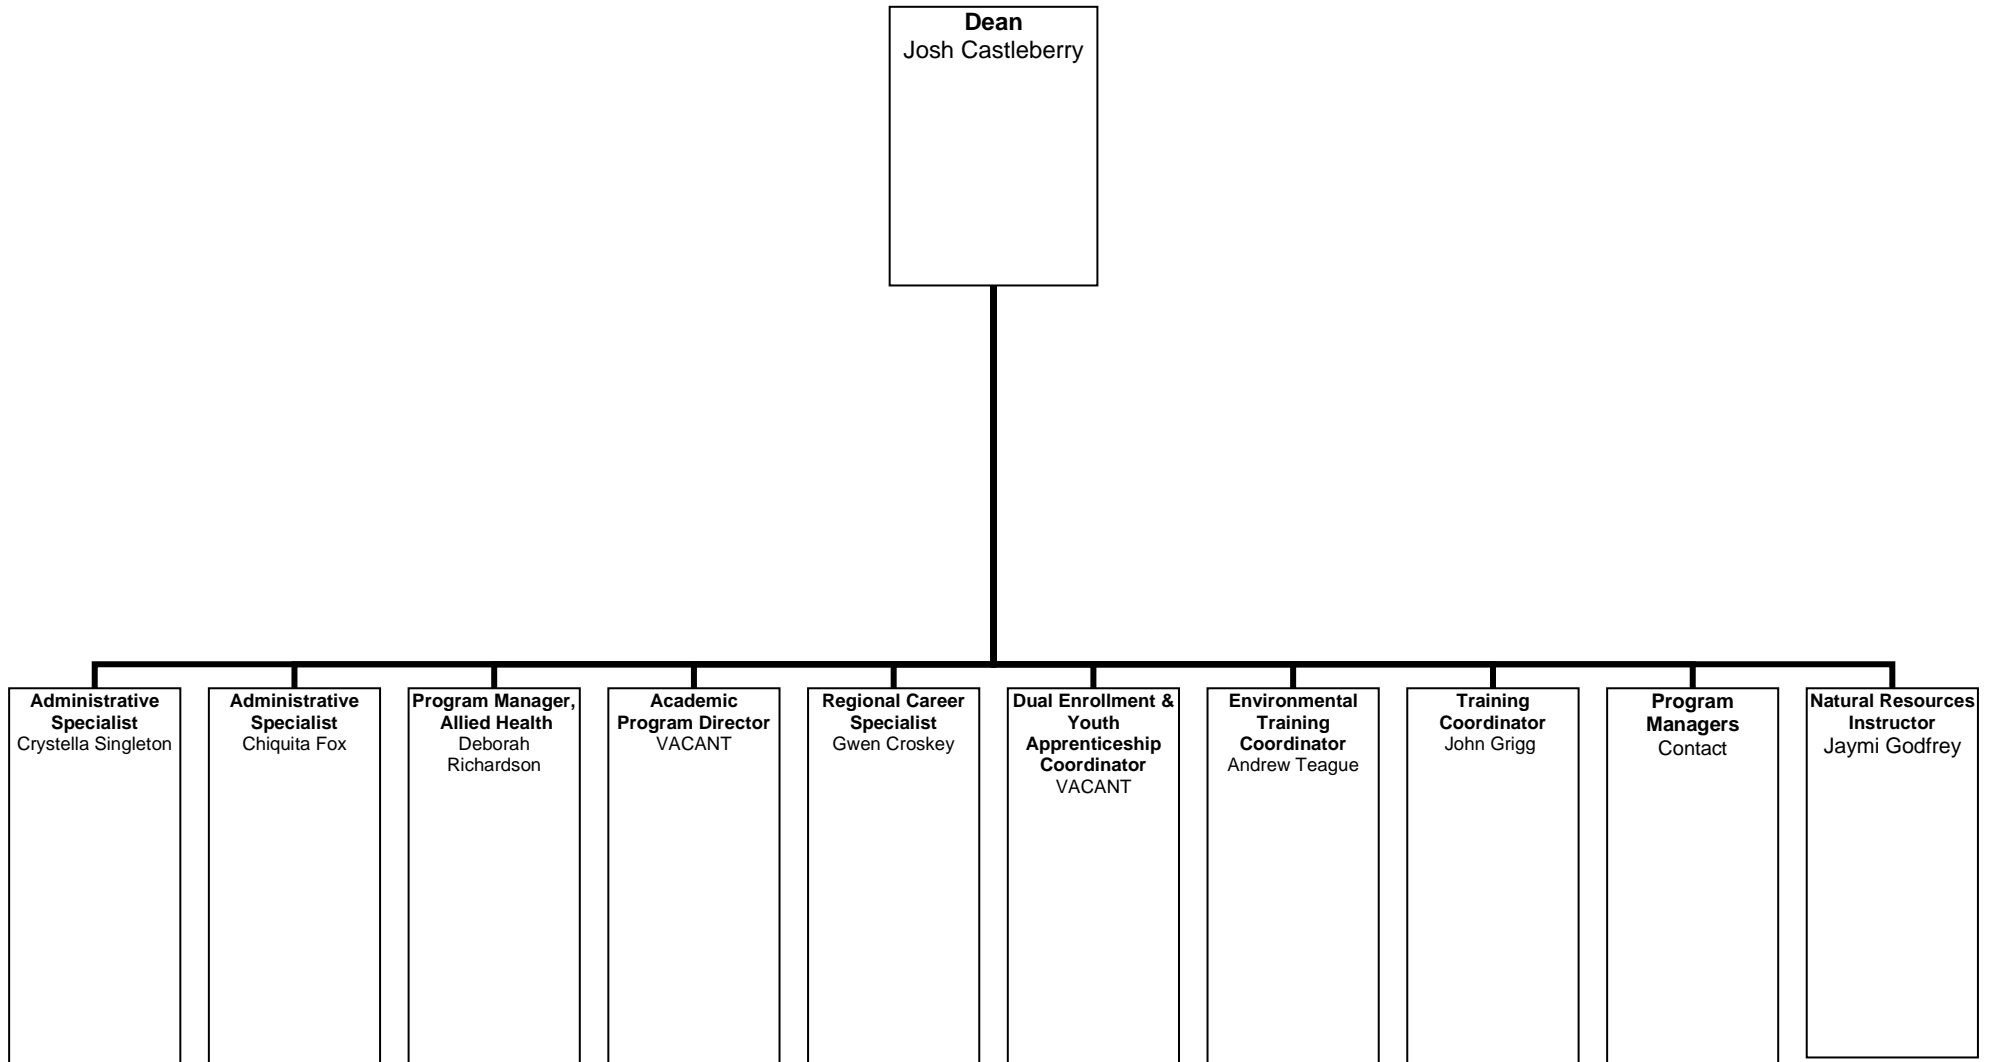 Dean
Josh Castleberry
Administrative
Specialist
Crystella Singleton
Administrative
Specialist
Chiquita Fox
Program Manager,
Allied Health
Deborah
Richardson
Academic
Program Director
VACANT
Regional Career
Specialist
Gwen Croskey
Dual Enrollment &
Youth
Apprenticeship
Coordinator
VACANT
Environmental
Training
Coordinator
Andrew Teague
Training
Coordinator
John Grigg
Program
Managers
Contact
Natural Resources
Instructor
Jaymi Godfrey